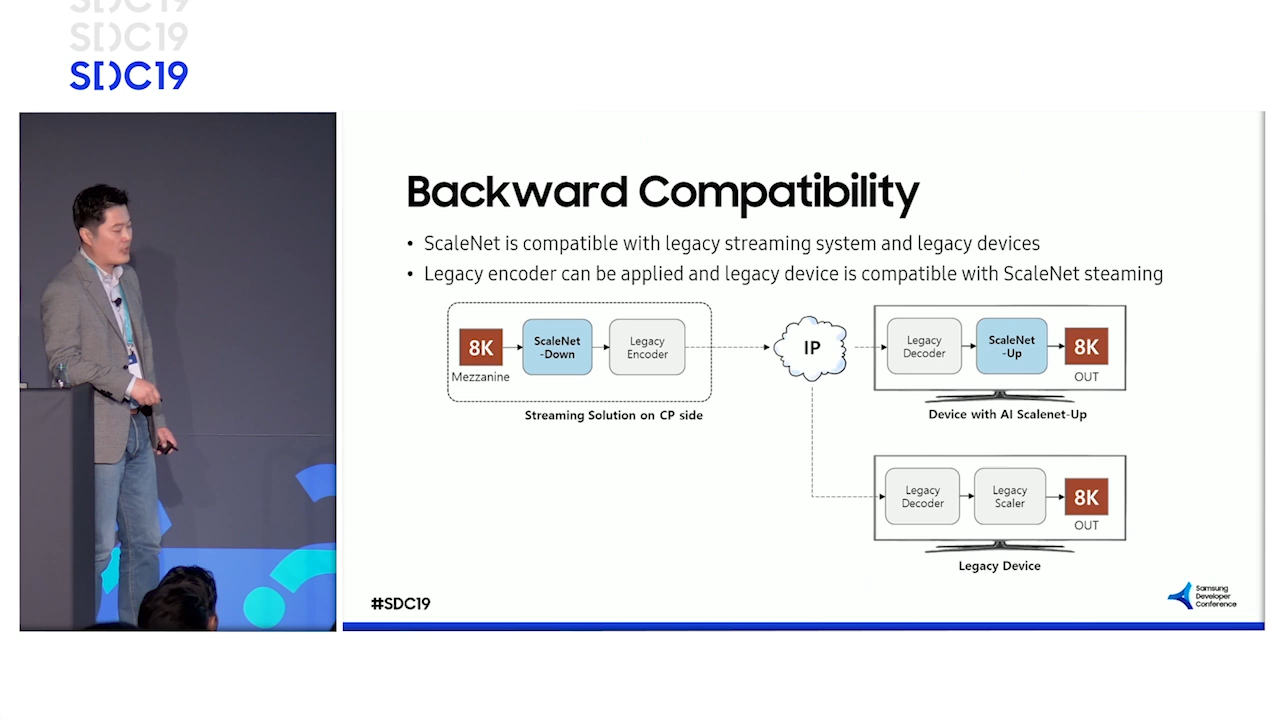 SDC19
SDC19
SDC19
Backward Compatibility
• ScaleNet is compatible with legacy streaming system and legacy devices
• Legacy encoder can be applied and legacy device is compatible with ScaleNet steaming
8K
Mezzanine
ScaleNet
-Down
Legacy
Encoder
Streaming Solution on CP side
IP
Legacy
Decoder
ScaleNet
-Up
8K
OUT
Device with AI Scalenet-Up
Legacy
Decoder
Legacy
Scaler
8K
OUT
Legacy Device
#SDC19
Samsung
Developer
Conference